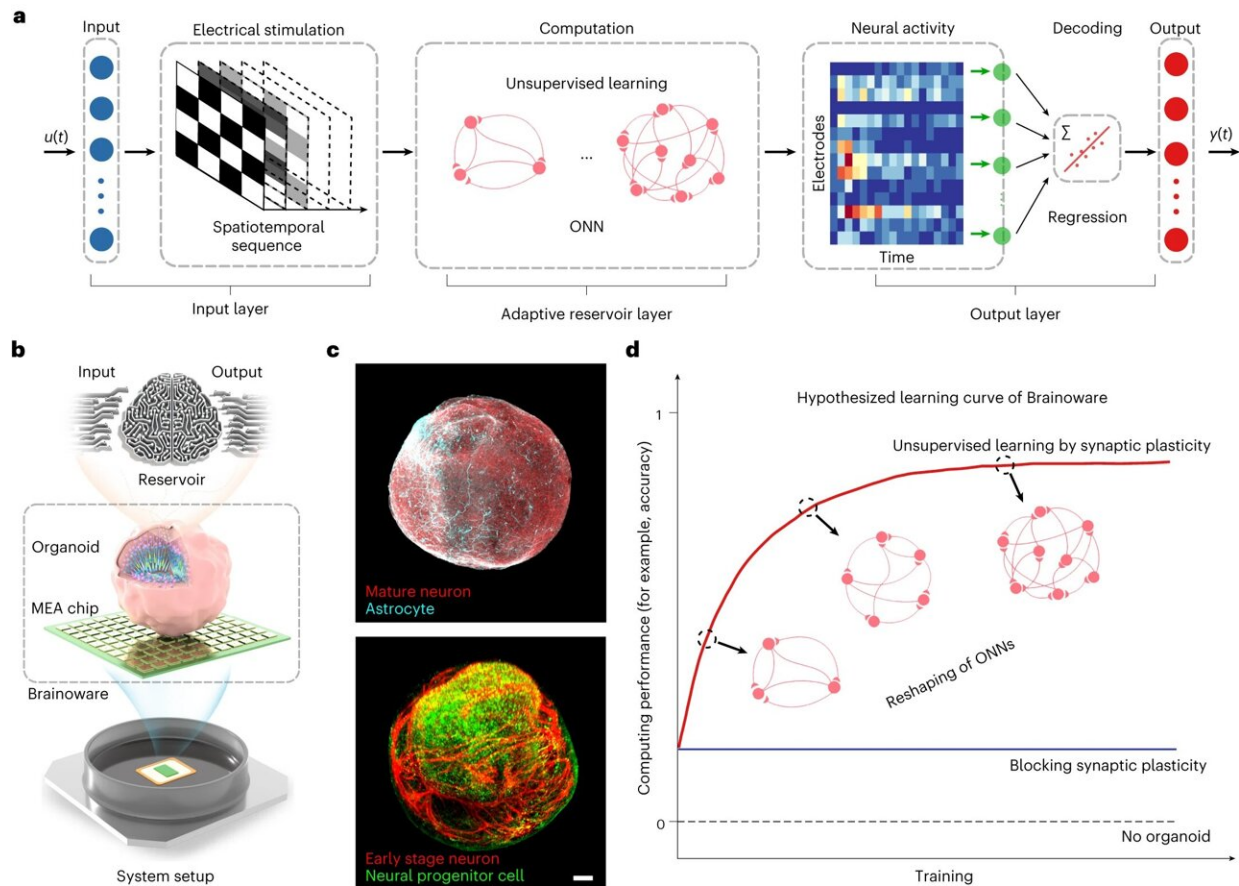 a
Input
Electrical stimulation
Computation
Neural activity
Decoding
Output
u(t)
Unsupervised learning
Electrodes
Σ
y(t)
...
Spatiotemporal
sequence
ONN
Time
Regression
Input layer
Adaptive reservoir layer
Output layer
b
Input
Output
Reservoir
Organoid
MEA chip
Brainoware
System setup
c
Mature neuron
Astrocyte
Early stage neuron
Neural progenitor cell
d
Computing performance (for example, accuracy)
1
Hypothesized learning curve of Brainoware
Unsupervised learning by synaptic plasticity
Reshaping of ONNs
Blocking synaptic plasticity
0
No organoid
Training